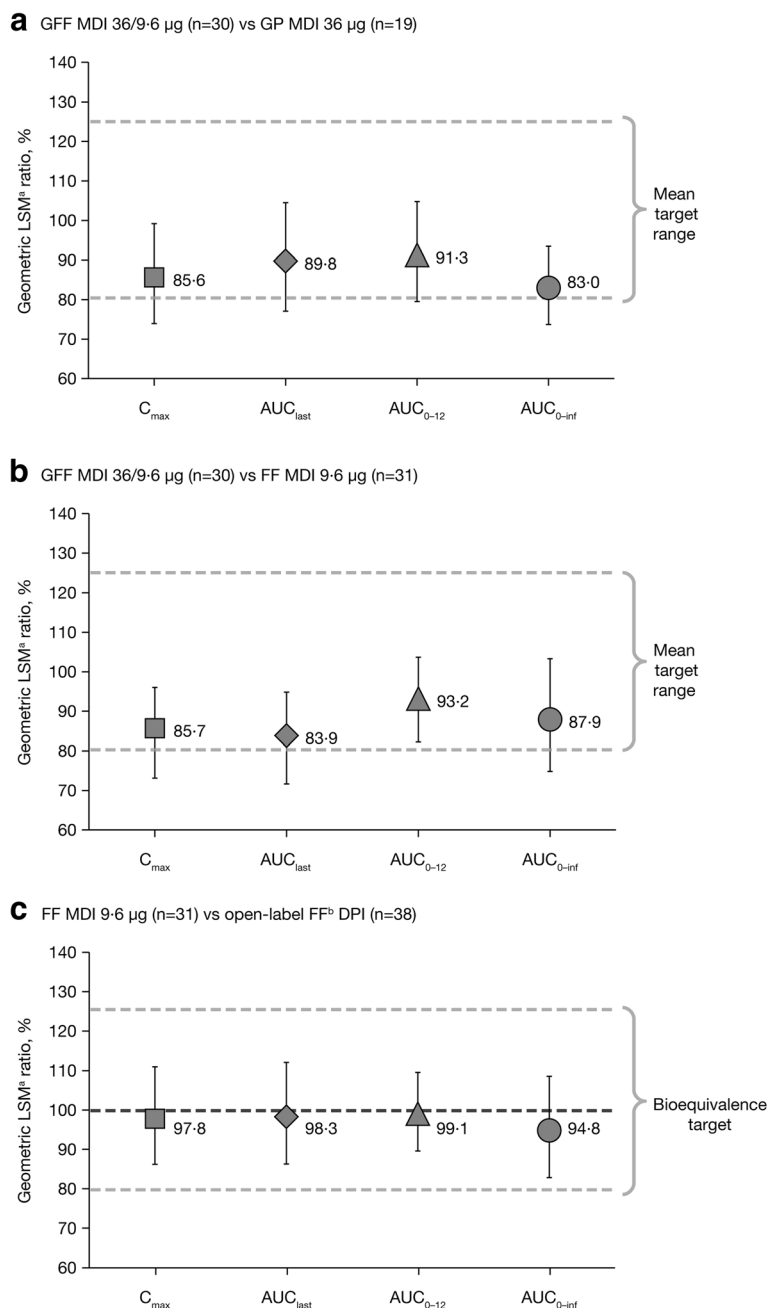 a GFF MDI 36/9·6 µg (n=30) vs GP MDI 36 µg (n=19)
140
130
120
110
100
90
80
70
60
Geometric LSMᵃ ratio, %
85·6
89·8
91·3
83·0
Mean
target
range
Cmax
AUClast
AUC0–12
AUC0–inf
b GFF MDI 36/9·6 µg (n=30) vs FF MDI 9·6 µg (n=31)
140
130
120
110
100
90
80
70
60
Geometric LSMᵃ ratio, %
85·7
83·9
93·2
87·9
Mean
target
range
Cmax
AUClast
AUC0–12
AUC0–inf
c FF MDI 9·6 µg (n=31) vs open-label FFᵇ DPI (n=38)
140
130
120
110
100
90
80
70
60
Geometric LSMᵃ ratio, %
97·8
98·3
99·1
94·8
Bioequivalence
target
Cmax
AUClast
AUC0–12
AUC0–inf